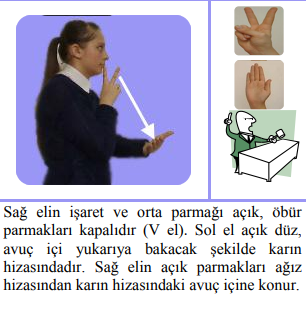 Sağ elin işaret ve orta parmağı açık, öbür
parmakları kapalıdır (V el). Sol el açık düz,
avuç içi yukarıya bakacak şekilde karın
hizasındadır. Sağ elin açık parmakları ağız
hizasından karın hizasındaki avuç içine konur.